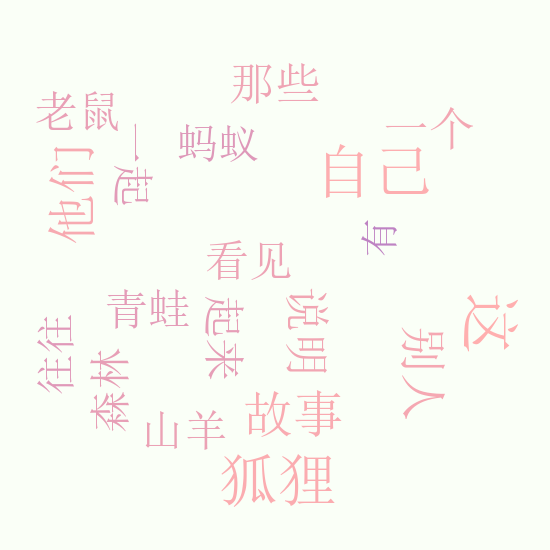 那些
老鼠
一个
一起
蚂蚁
自己
他们
有
看见
青蛙
起来
说明
这
往往
别人
森林
故事
山羊
狐狸